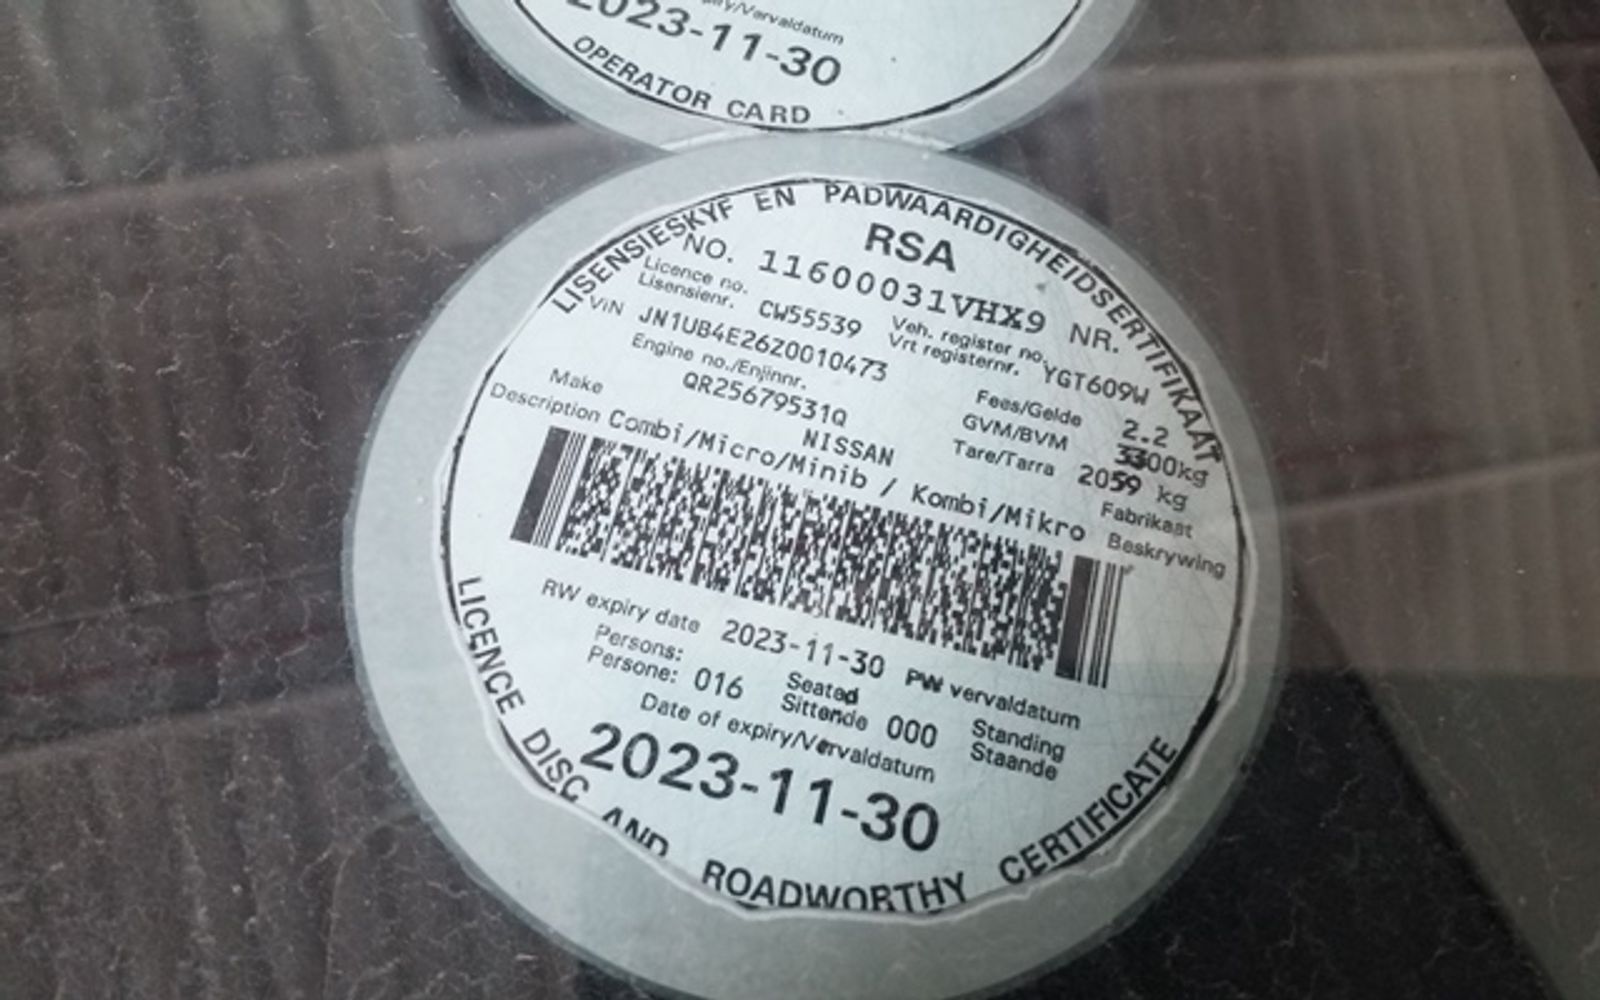 2023-11-30
OPERATOR CARD
LISENSIESKYF EN PADWAARDIGHEIDSERTIFIKAAT
RSA
NO. 11600031VHX9 NR.
Licence no.
Lisensienr. CW55539
Veh. register no.
Vrt registernr. YGT609W
VIN JN1UB4E26Z0010473
Engine no./Enjinnr.
QR25679531Q
Fees/Gelde 2.2
GVM/BVM 3300kg
Tare/Tarra 2059 kg
Make NISSAN Fabrikaat
Description Combi/Micro/Minib / Kombi/Mikro Beskrywing
RW expiry date 2023-11-30 PW vervaldatum
Persons:
Persone: 016
Seated
Sittende 000
Standing
Staande
Date of expiry/Vervaldatum
2023-11-30
LICENCE DISC AND ROADWORTHY CERTIFICATE